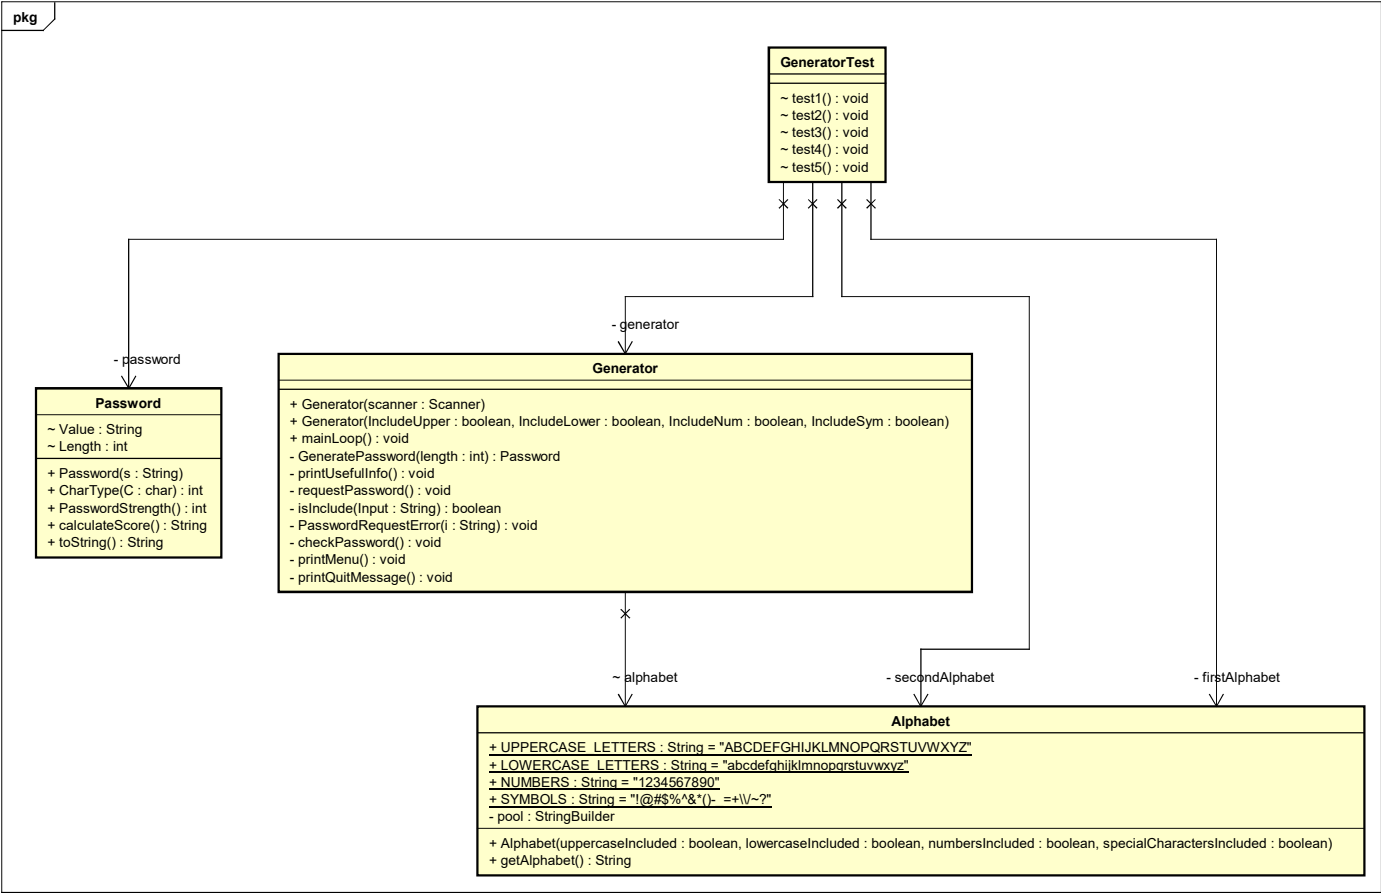 pkg
GeneratorTest
~ test1() : void
~ test2() : void
~ test3() : void
~ test4() : void
~ test5() : void
- generator
- password
Password
~ Value : String
~ Length : int
+ Password(s : String)
+ CharType(C : char) : int
+ PasswordStrength() : int
+ calculateScore() : String
+ toString() : String
Generator
+ Generator(scanner : Scanner)
+ Generator(IncludeUpper : boolean, IncludeLower : boolean, IncludeNum : boolean, IncludeSym : boolean)
+ mainLoop() : void
- GeneratePassword(length : int) : Password
- printUsefulInfo() : void
- requestPassword() : void
- isInclude(Input : String) : boolean
- PasswordRequestError(i : String) : void
- checkPassword() : void
- printMenu() : void
- printQuitMessage() : void
~ alphabet
- secondAlphabet
- firstAlphabet
Alphabet
+ UPPERCASE_LETTERS : String = "ABCDEFGHIJKLMNOPQRSTUVWXYZ"
+ LOWERCASE_LETTERS : String = "abcdefghijklmnopqrstuvwxyz"
+ NUMBERS : String = "1234567890"
+ SYMBOLS : String = "!@#$%^&*()-_=+\\/~?"
- pool : StringBuilder
+ Alphabet(uppercaseIncluded : boolean, lowercaseIncluded : boolean, numbersIncluded : boolean, specialCharactersIncluded : boolean)
+ getAlphabet() : String